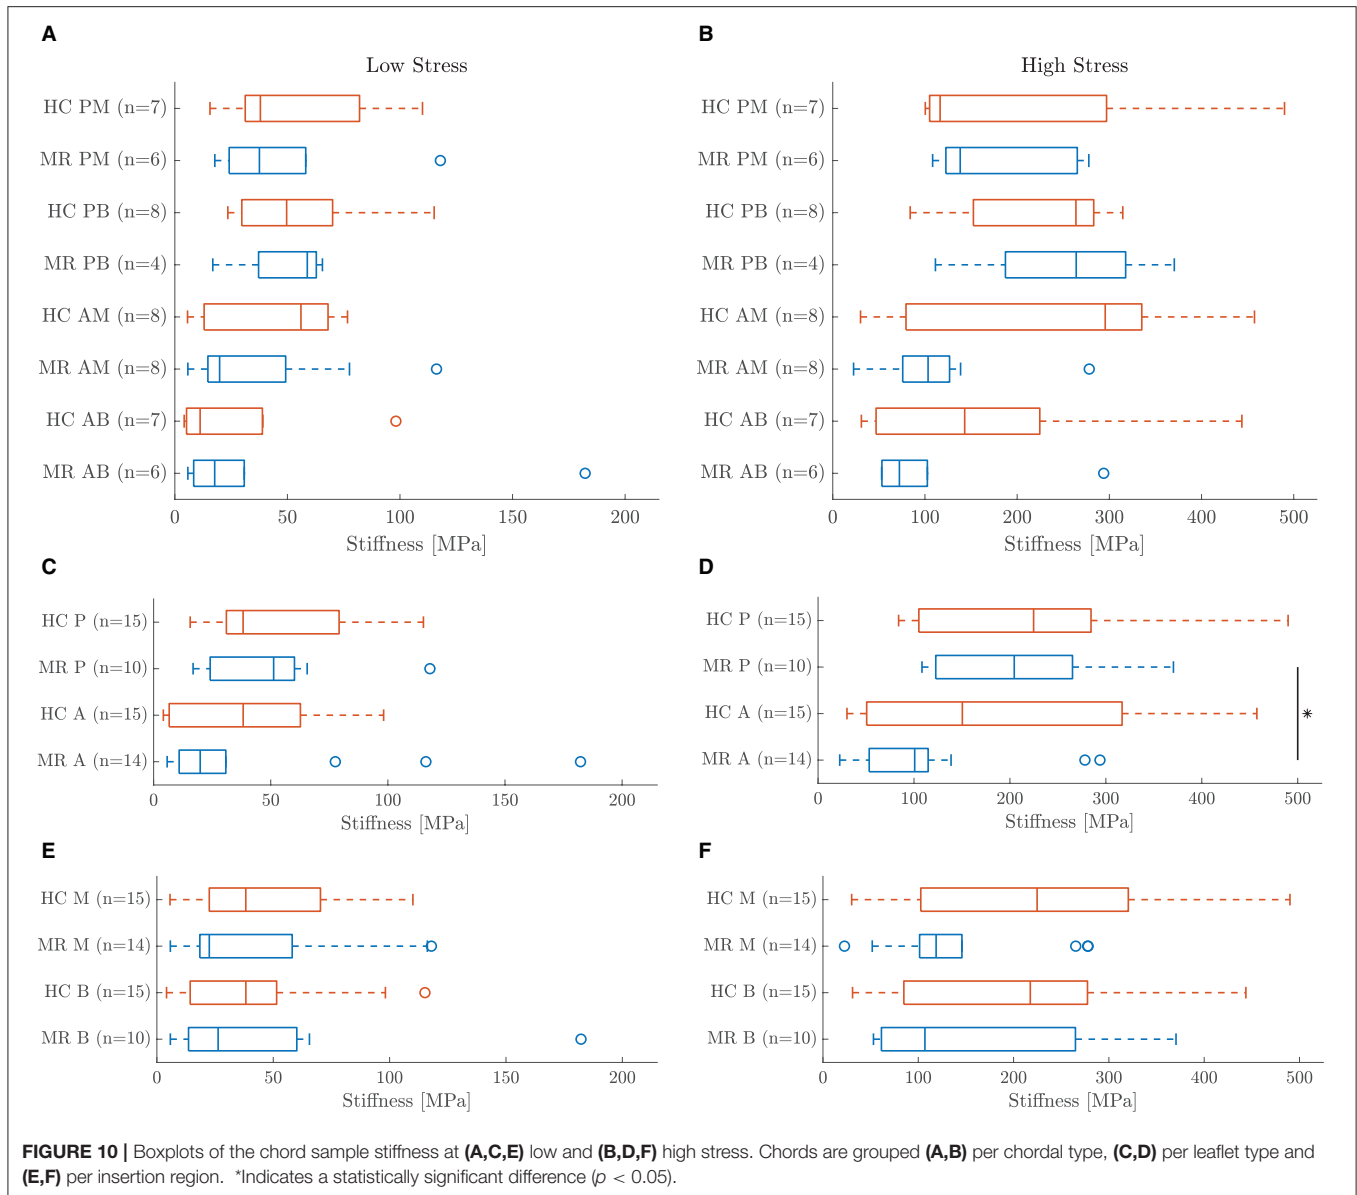 A
Low Stress
HC PM (n=7)
MR PM (n=6)
HC PB (n=8)
MR PB (n=4)
HC AM (n=8)
MR AM (n=8)
HC AB (n=7)
MR AB (n=6)
0 50 100 150 200
Stiffness [MPa]
B
High Stress
HC PM (n=7)
MR PM (n=6)
HC PB (n=8)
MR PB (n=4)
HC AM (n=8)
MR AM (n=8)
HC AB (n=7)
MR AB (n=6)
0 100 200 300 400 500
Stiffness [MPa]
C
HC P (n=15)
MR P (n=10)
HC A (n=15)
MR A (n=14)
0 50 100 150 200
Stiffness [MPa]
D
HC P (n=15)
MR P (n=10)
HC A (n=15)
MR A (n=14)
*
0 100 200 300 400 500
Stiffness [MPa]
E
HC M (n=15)
MR M (n=14)
HC B (n=15)
MR B (n=10)
0 50 100 150 200
Stiffness [MPa]
F
HC M (n=15)
MR M (n=14)
HC B (n=15)
MR B (n=10)
0 100 200 300 400 500
Stiffness [MPa]
FIGURE 10 | Boxplots of the chord sample stiffness at (A,C,E) low and (B,D,F) high stress. Chords are grouped (A,B) per chordal type, (C,D) per leaflet type and
(E,F) per insertion region. *Indicates a statistically significant difference (p < 0.05).